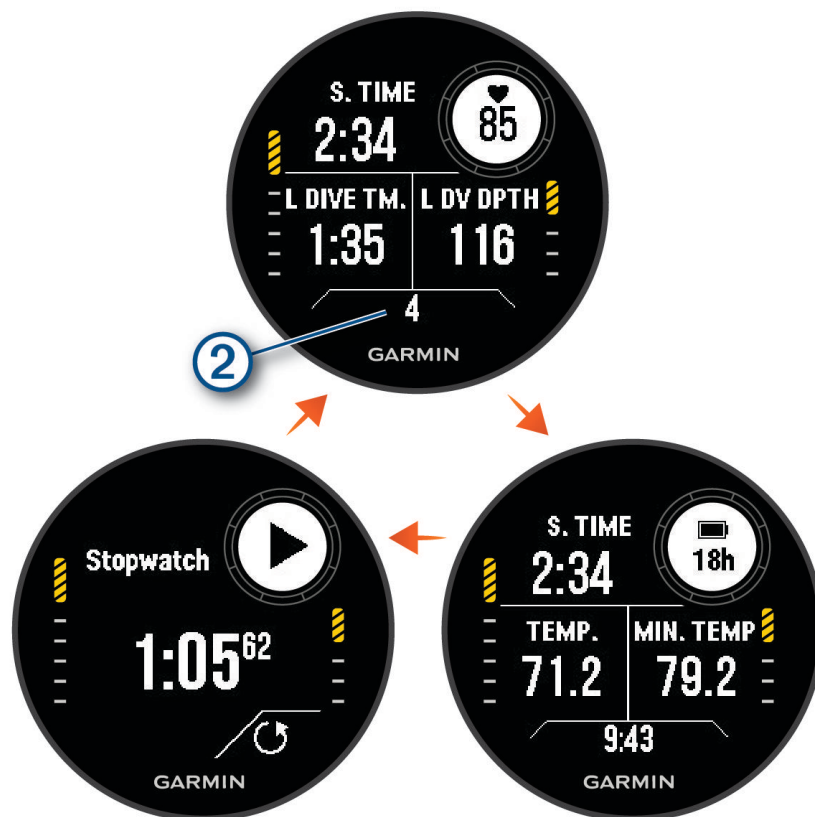 S. TIME
85
2:34
L DIVE TM.
L DV DPTH
1:35
116
4
2
GARMIN
Stopwatch
1:05 62
GARMIN
S. TIME
18h
2:34
TEMP.
MIN. TEMP
71.2
79.2
9:43
GARMIN